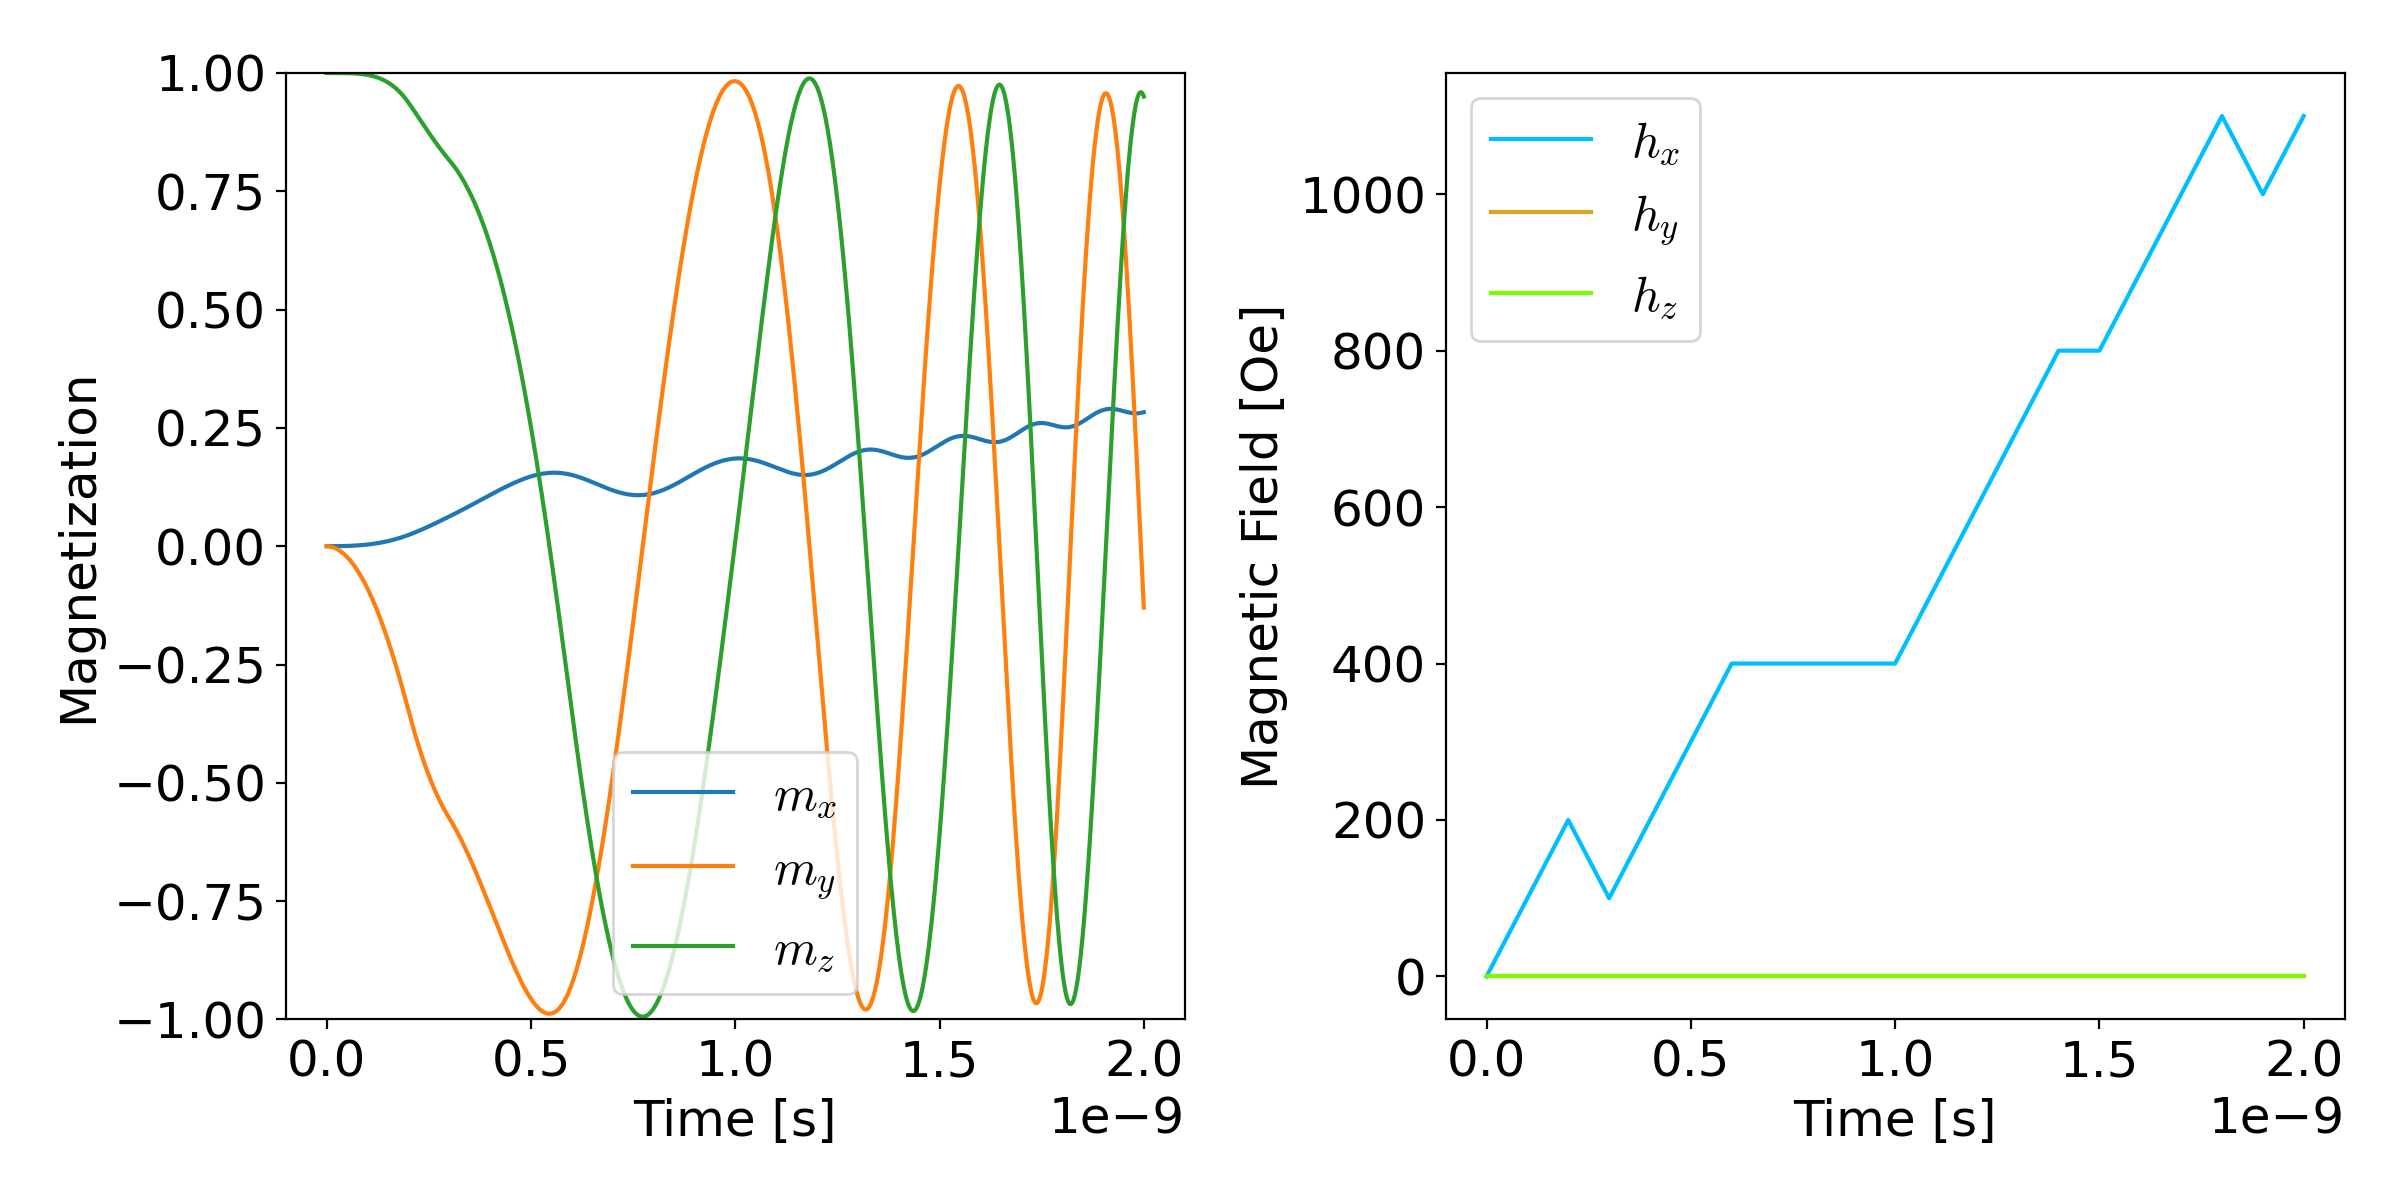 1.00
0.75
0.50
0.25
0.00
−0.25
−0.50
−0.75
−1.00
Magnetization
0.0 0.5 1.0 1.5 2.0
Time [s]
1e−9
m_x
m_y
m_z
1000
800
600
400
200
0
Magnetic Field [Oe]
0.0 0.5 1.0 1.5 2.0
Time [s]
1e−9
h_x
h_y
h_z